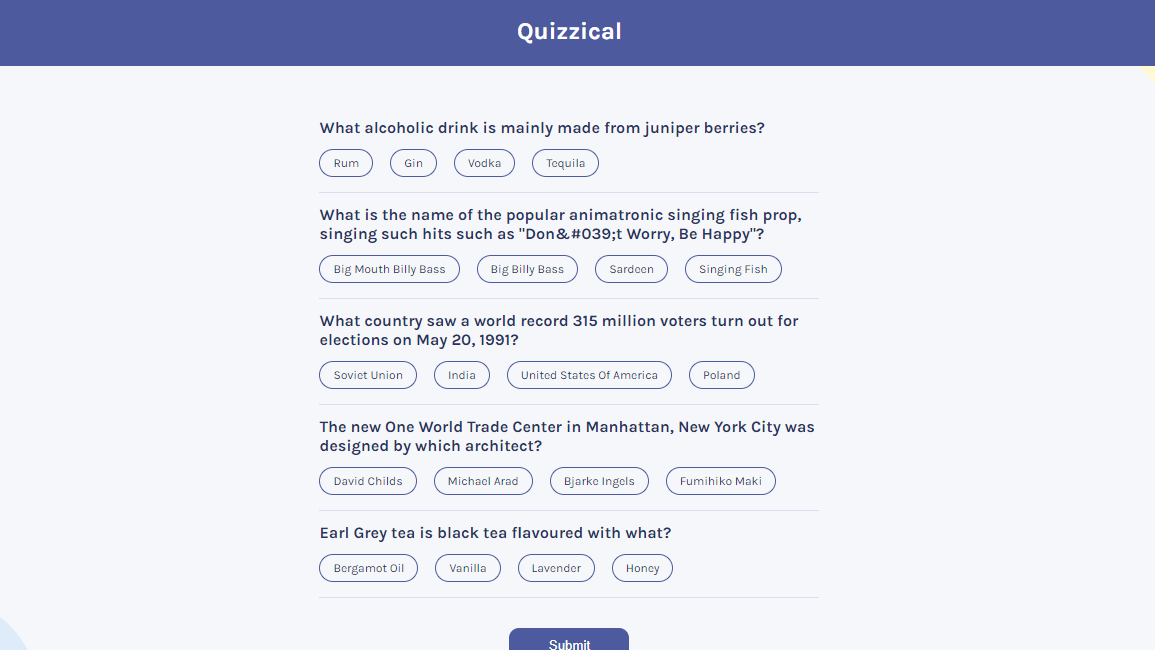 Quizzical
What alcoholic drink is mainly made from juniper berries?
Rum Gin Vodka Tequila
What is the name of the popular animatronic singing fish prop,
singing such hits such as "Don&#039;t Worry, Be Happy"?
Big Mouth Billy Bass Big Billy Bass Sardeen Singing Fish
What country saw a world record 315 million voters turn out for
elections on May 20, 1991?
Soviet Union India United States Of America Poland
The new One World Trade Center in Manhattan, New York City was
designed by which architect?
David Childs Michael Arad Bjarke Ingels Fumihiko Maki
Earl Grey tea is black tea flavoured with what?
Bergamot Oil Vanilla Lavender Honey
Submit